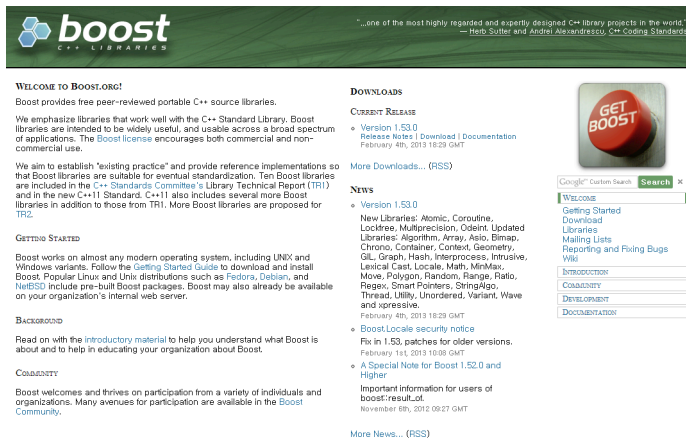 boost
C++ LIBRARIES
"...one of the most highly regarded and expertly designed C++ library projects in the world."
— Herb Sutter and Andrei Alexandrescu, C++ Coding Standards
WELCOME TO BOOST.ORG!
Boost provides free peer-reviewed portable C++ source libraries.
We emphasize libraries that work well with the C++ Standard Library. Boost
libraries are intended to be widely useful, and usable across a broad spectrum
of applications. The Boost license encourages both commercial and non-
commercial use.
We aim to establish "existing practice" and provide reference implementations so
that Boost libraries are suitable for eventual standardization. Ten Boost libraries
are included in the C++ Standards Committee's Library Technical Report (TR1)
and in the new C++11 Standard. C++11 also includes several more Boost
libraries in addition to those from TR1. More Boost libraries are proposed for
TR2.
GETTING STARTED
Boost works on almost any modern operating system, including UNIX and
Windows variants. Follow the Getting Started Guide to download and install
Boost. Popular Linux and Unix distributions such as Fedora, Debian, and
NetBSD include pre-built Boost packages. Boost may also already be available
on your organization's internal web server.
BACKGROUND
Read on with the introductory material to help you understand what Boost is
about and to help in educating your organization about Boost.
COMMUNITY
Boost welcomes and thrives on participation from a variety of individuals and
organizations. Many avenues for participation are available in the Boost
Community.
DOWNLOADS
CURRENT RELEASE
Version 1.53.0
Release Notes | Download | Documentation
February 4th, 2013 18:29 GMT
More Downloads... (RSS)
NEWS
Version 1.53.0
New Libraries: Atomic, Coroutine,
Lockfree, Multiprecision, Odeint. Updated
Libraries: Algorithm, Array, Asio, Bimap,
Chrono, Container, Context, Geometry,
GIL, Graph, Hash, Interprocess, Intrusive,
Lexical Cast, Locale, Math, MinMax,
Move, Polygon, Random, Range, Ratio,
Regex, Smart Pointers, StringAlgo,
Thread, Utility, Unordered, Variant, Wave
and xpressive.
February 4th, 2013 18:29 GMT
Boost.Locale security notice
Fix in 1.53, patches for older versions.
February 1st, 2013 10:08 GMT
A Special Note for Boost 1.52.0 and
Higher
Important information for users of
boost::result_of.
November 6th, 2012 09:27 GMT
More News... (RSS)
GET
BOOST
Google™ Custom Search Search ×
WELCOME
Getting Started
Download
Libraries
Mailing Lists
Reporting and Fixing Bugs
Wiki
INTRODUCTION
COMMUNITY
DEVELOPMENT
DOCUMENTATION